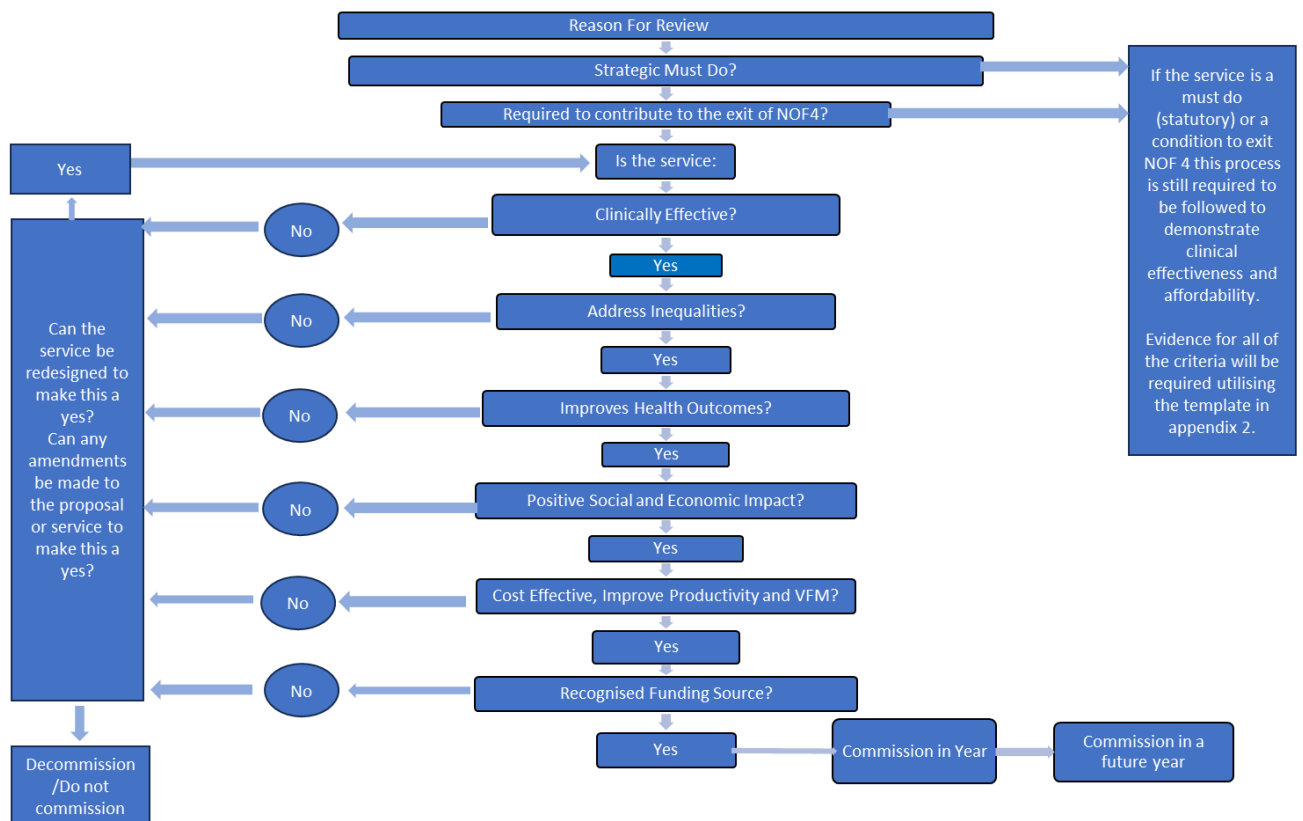 Reason For Review
Strategic Must Do?
Required to contribute to the exit of NOF4?
Is the service:
Clinically Effective?
Yes
Address Inequalities?
Yes
Improves Health Outcomes?
Yes
Positive Social and Economic Impact?
Yes
Cost Effective, Improve Productivity and VFM?
Yes
Recognised Funding Source?
Yes
Commission in Year
Commission in a
future year
No
No
No
No
No
No
Yes
Can the
service be
redesigned to
make this a
yes?
Can any
amendments
be made to
the proposal
or service to
make this a
yes?
Decommission
/Do not
commission
If the service is a
must do
(statutory) or a
condition to exit
NOF 4 this process
is still required to
be followed to
demonstrate
clinical
effectiveness and
affordability.
Evidence for all of
the criteria will be
required utilising
the template in
appendix 2.